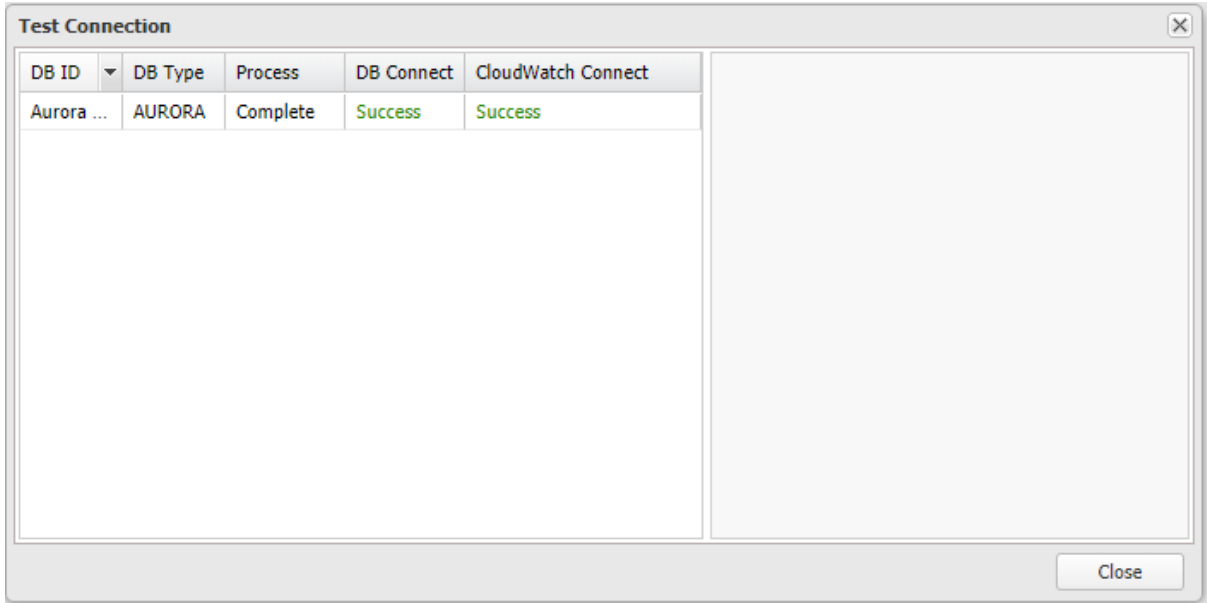 Test Connection
DB ID DB Type Process DB Connect CloudWatch Connect
Aurora ... AURORA Complete Success Success
Close